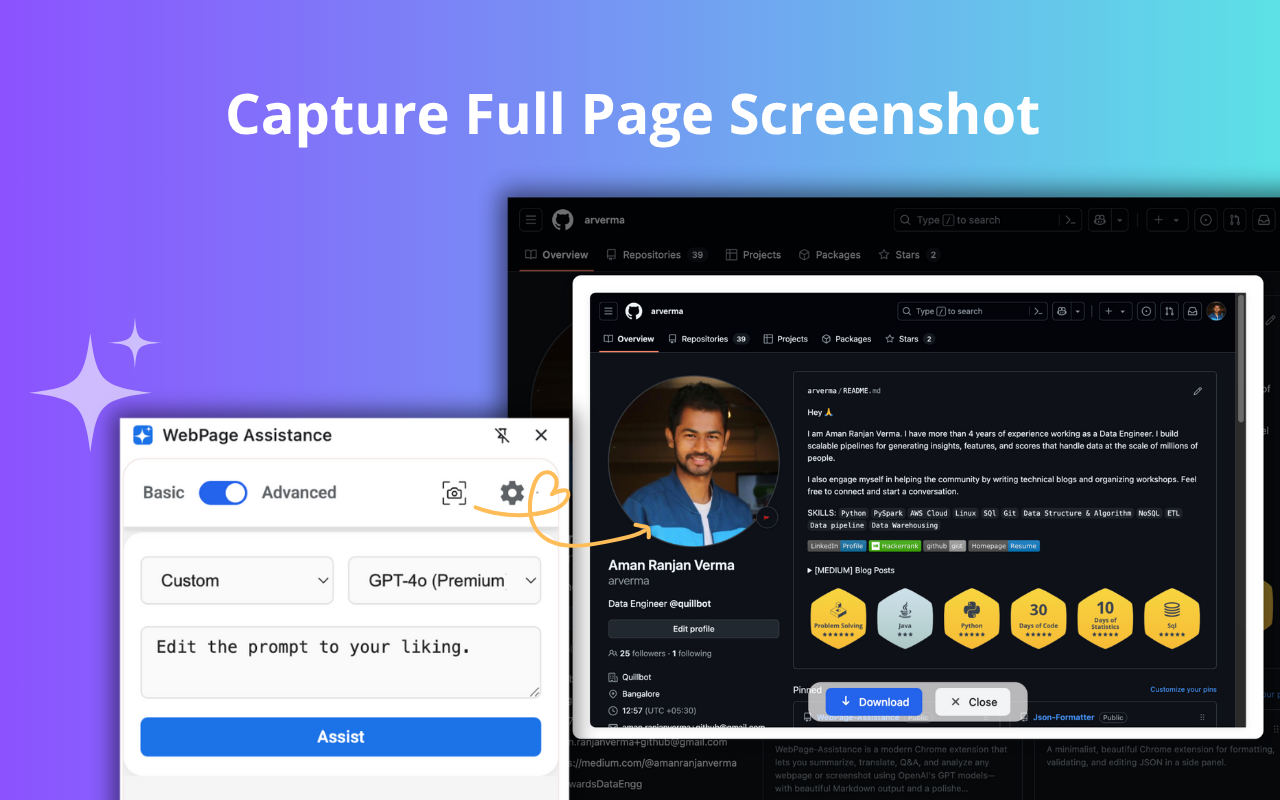 Capture Full Page Screenshot
arverma
Type / to search
Overview
Repositories 39
Projects
Packages
Stars 2
arverma
Type / to search
Overview
Repositories 39
Projects
Packages
Stars 2
WebPage Assistance
Basic
Advanced
Custom
GPT-4o (Premium
Edit the prompt to your liking.
Assist
Aman Ranjan Verma
arverma
Data Engineer @quillbot
Edit profile
25 followers · 1 following
Quillbot
Bangalore
12:57 (UTC +05:30)
aman.ranjanverma+github@gmail.com
arverma/README.md
Hey 🙏
I am Aman Ranjan Verma. I have more than 4 years of experience working as a Data Engineer. I build
scalable pipelines for generating insights, features, and scores that handle data at the scale of millions of
people.
I also engage myself in helping the community by writing technical blogs and organizing workshops. Feel
free to connect and start a conversation.
SKILLS: Python PySpark AWS Cloud Linux SQl Git Data Structure & Algorithm NoSQL ETL
Data pipeline Data Warehousing
LinkedIn Profile Hackerrank github gist Homepage Resume
[MEDIUM] Blog Posts
Problem Solving
Java
Python
30
Days of Code
10
Days of
Statistics
Sql
Pinned
Customize your pins
Download
Close
WebPage-Assistance Public
Json-Formatter Public
n.ranjanverma+github@gmail.com
s://medium.com/@amanranjanverma
wardsDataEngg
WebPage-Assistance is a modern Chrome extension that
lets you summarize, translate, Q&A, and analyze any
webpage or screenshot using OpenAI's GPT models—
with beautiful Markdown output and a polishe...
A minimalist, beautiful Chrome extension for formatting,
validating, and editing JSON in a side panel.